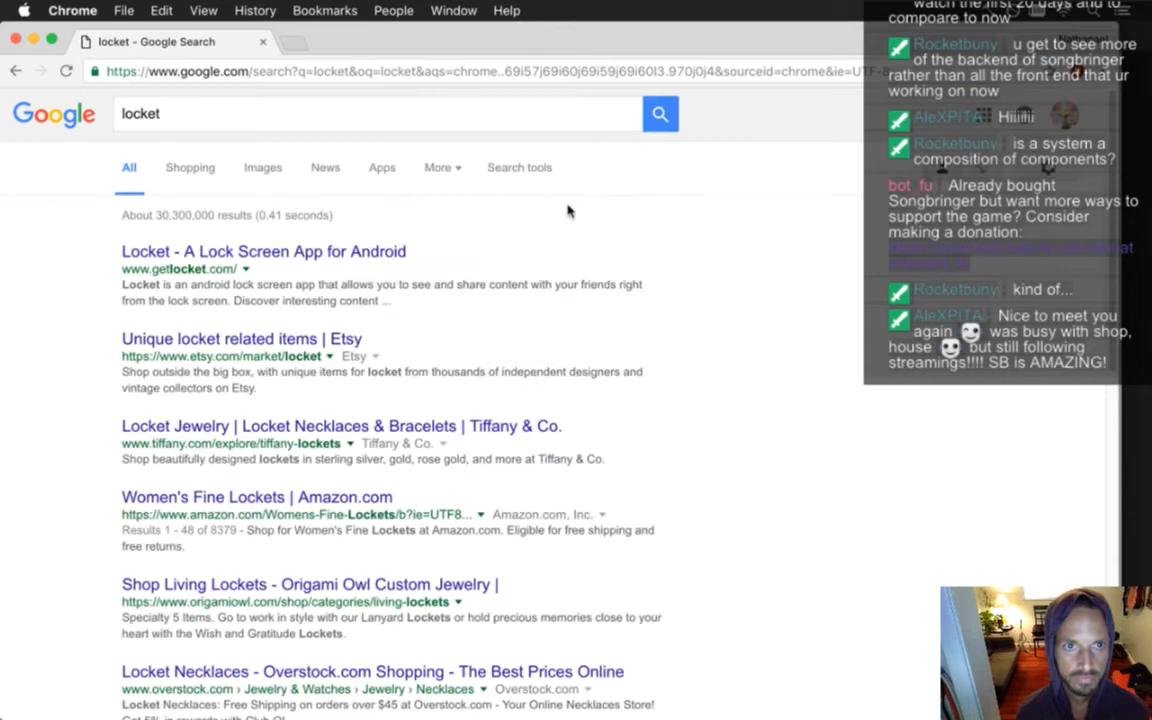 Chrome File Edit View History Bookmarks People Window Help
locket - Google Search
https://www.google.com/search?q=locket&oq=locket&aqs=chrome..69i57j69i60j69i59j69i60l3.970j0j4&sourceid=chrome&ie=UTF-8
Google
locket
All Shopping Images News Apps More Search tools
About 30,300,000 results (0.41 seconds)
Locket - A Lock Screen App for Android
www.getlocket.com/
Locket is an android lock screen app that allows you to see and share content with your friends right
from the lock screen. Discover interesting content ...
Unique locket related items | Etsy
https://www.etsy.com/market/locket Etsy
Shop outside the big box, with unique items for locket from thousands of independent designers and
vintage collectors on Etsy.
Locket Jewelry | Locket Necklaces & Bracelets | Tiffany & Co.
www.tiffany.com/explore/tiffany-lockets Tiffany & Co.
Shop beautifully designed lockets in sterling silver, gold, rose gold, and more at Tiffany & Co.
Women's Fine Lockets | Amazon.com
https://www.amazon.com/Womens-Fine-Lockets/b?ie=UTF8... Amazon.com, Inc.
Results 1 - 48 of 8379 - Shop for Women's Fine Lockets at Amazon.com. Eligible for free shipping and
free returns.
Shop Living Lockets - Origami Owl Custom Jewelry |
https://www.origamiowl.com/shop/categories/living-lockets
Specialty 5 Items. Go to work in style with our Lanyard Lockets or hold precious memories close to your
heart with the Wish and Gratitude Lockets.
Locket Necklaces - Overstock.com Shopping - The Best Prices Online
www.overstock.com › Jewelry & Watches › Jewelry › Necklaces Overstock.com
Locket Necklaces: Free Shipping on orders over $45 at Overstock.com - Your Online Necklaces Store!
watch the first 20 days and to
compoare to now
Rocketbuny u get to see more
of the backend of songbringer
rather than all the front end that ur
working on now
AleXPITA Hiiiiiii
Rocketbuny is a system a
composition of components?
bot_fu Already bought
Songbringer but want more ways to
support the game? Consider
making a donation:
Rocketbuny kind of...
AleXPITA Nice to meet you
again was busy with shop,
house but still following
streamings!!!! SB is AMAZING!